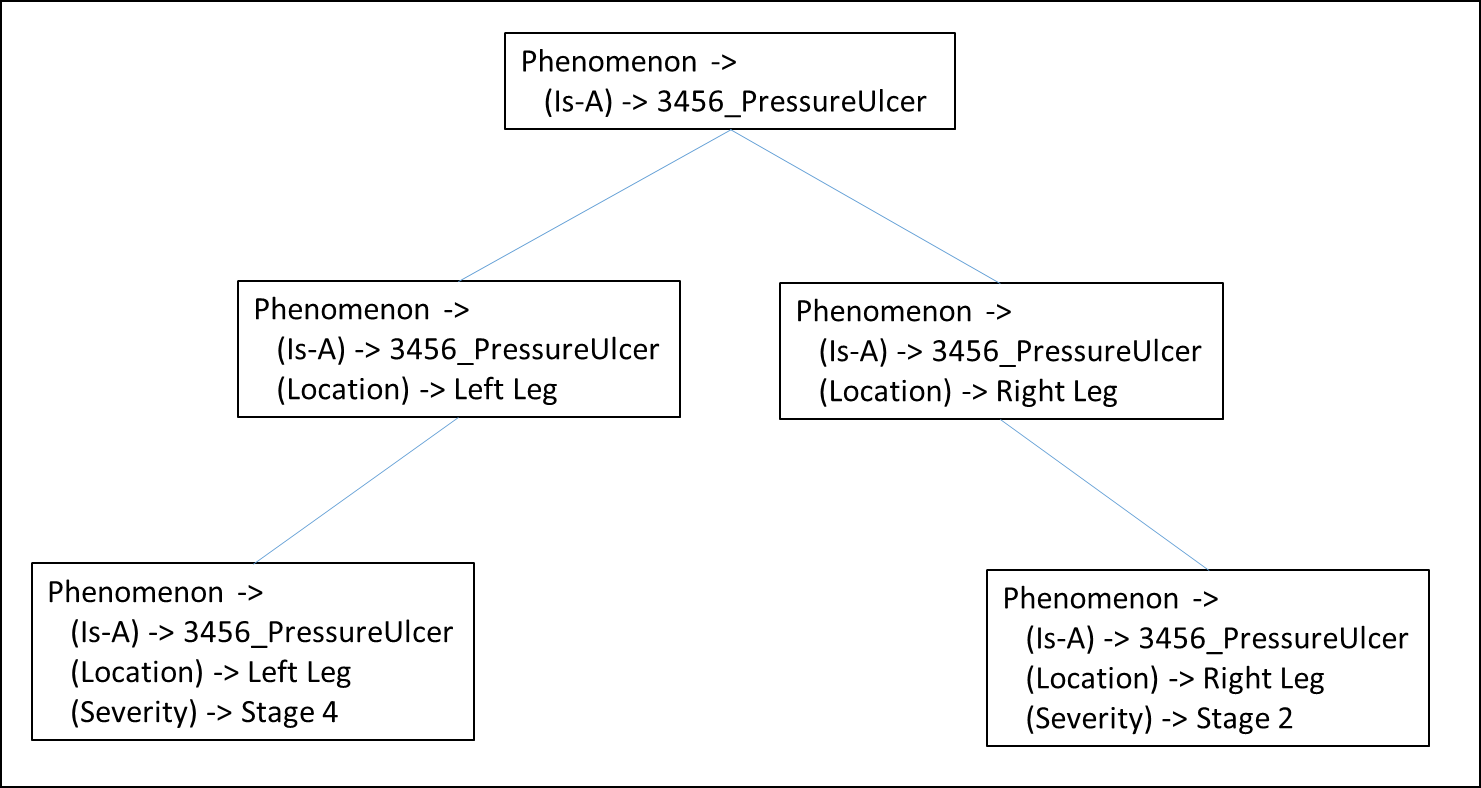 Phenomenon ->
(Is-A) -> 3456_PressureUlcer
Phenomenon ->
(Is-A) -> 3456_PressureUlcer
(Location) -> Left Leg
Phenomenon ->
(Is-A) -> 3456_PressureUlcer
(Location) -> Right Leg
Phenomenon ->
(Is-A) -> 3456_PressureUlcer
(Location) -> Left Leg
(Severity) -> Stage 4
Phenomenon ->
(Is-A) -> 3456_PressureUlcer
(Location) -> Right Leg
(Severity) -> Stage 2